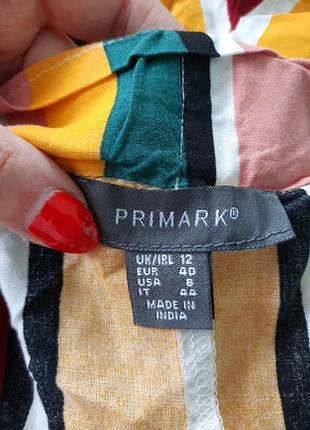 PRIMARK®
UK/IRL 12
EUR 40
USA 8
IT 44
MADE IN
INDIA